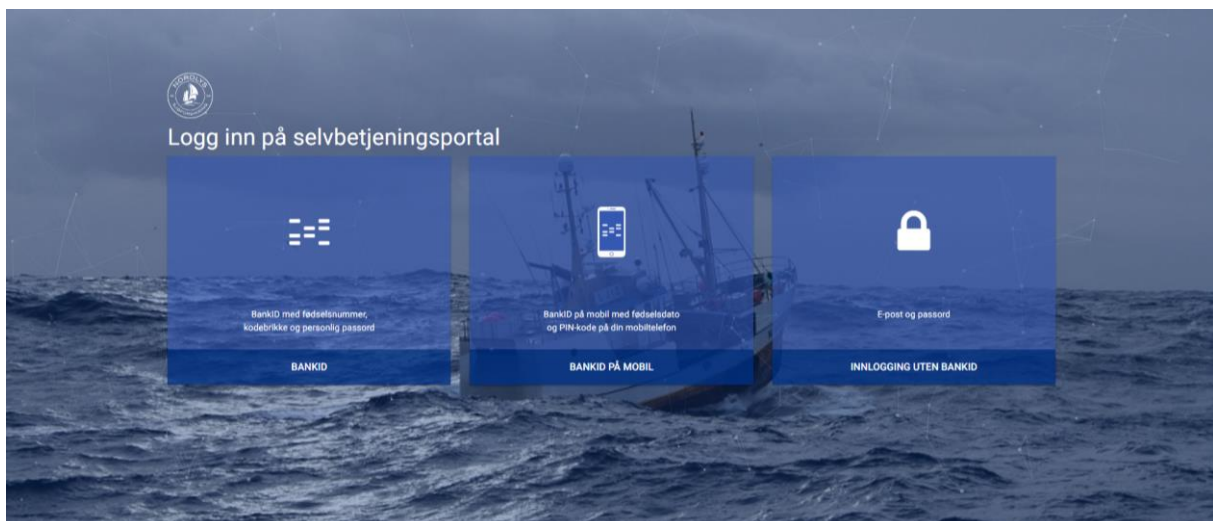 NORDLYS
Logg inn på selvbetjeningsportal
BankID med fødselsnummer,
kodebrikke og personlig passord
BANKID
BankID på mobil med fødselsdato
og PIN-kode på din mobiltelefon
BANKID PÅ MOBIL
E-post og passord
INNLOGGING UTEN BANKID